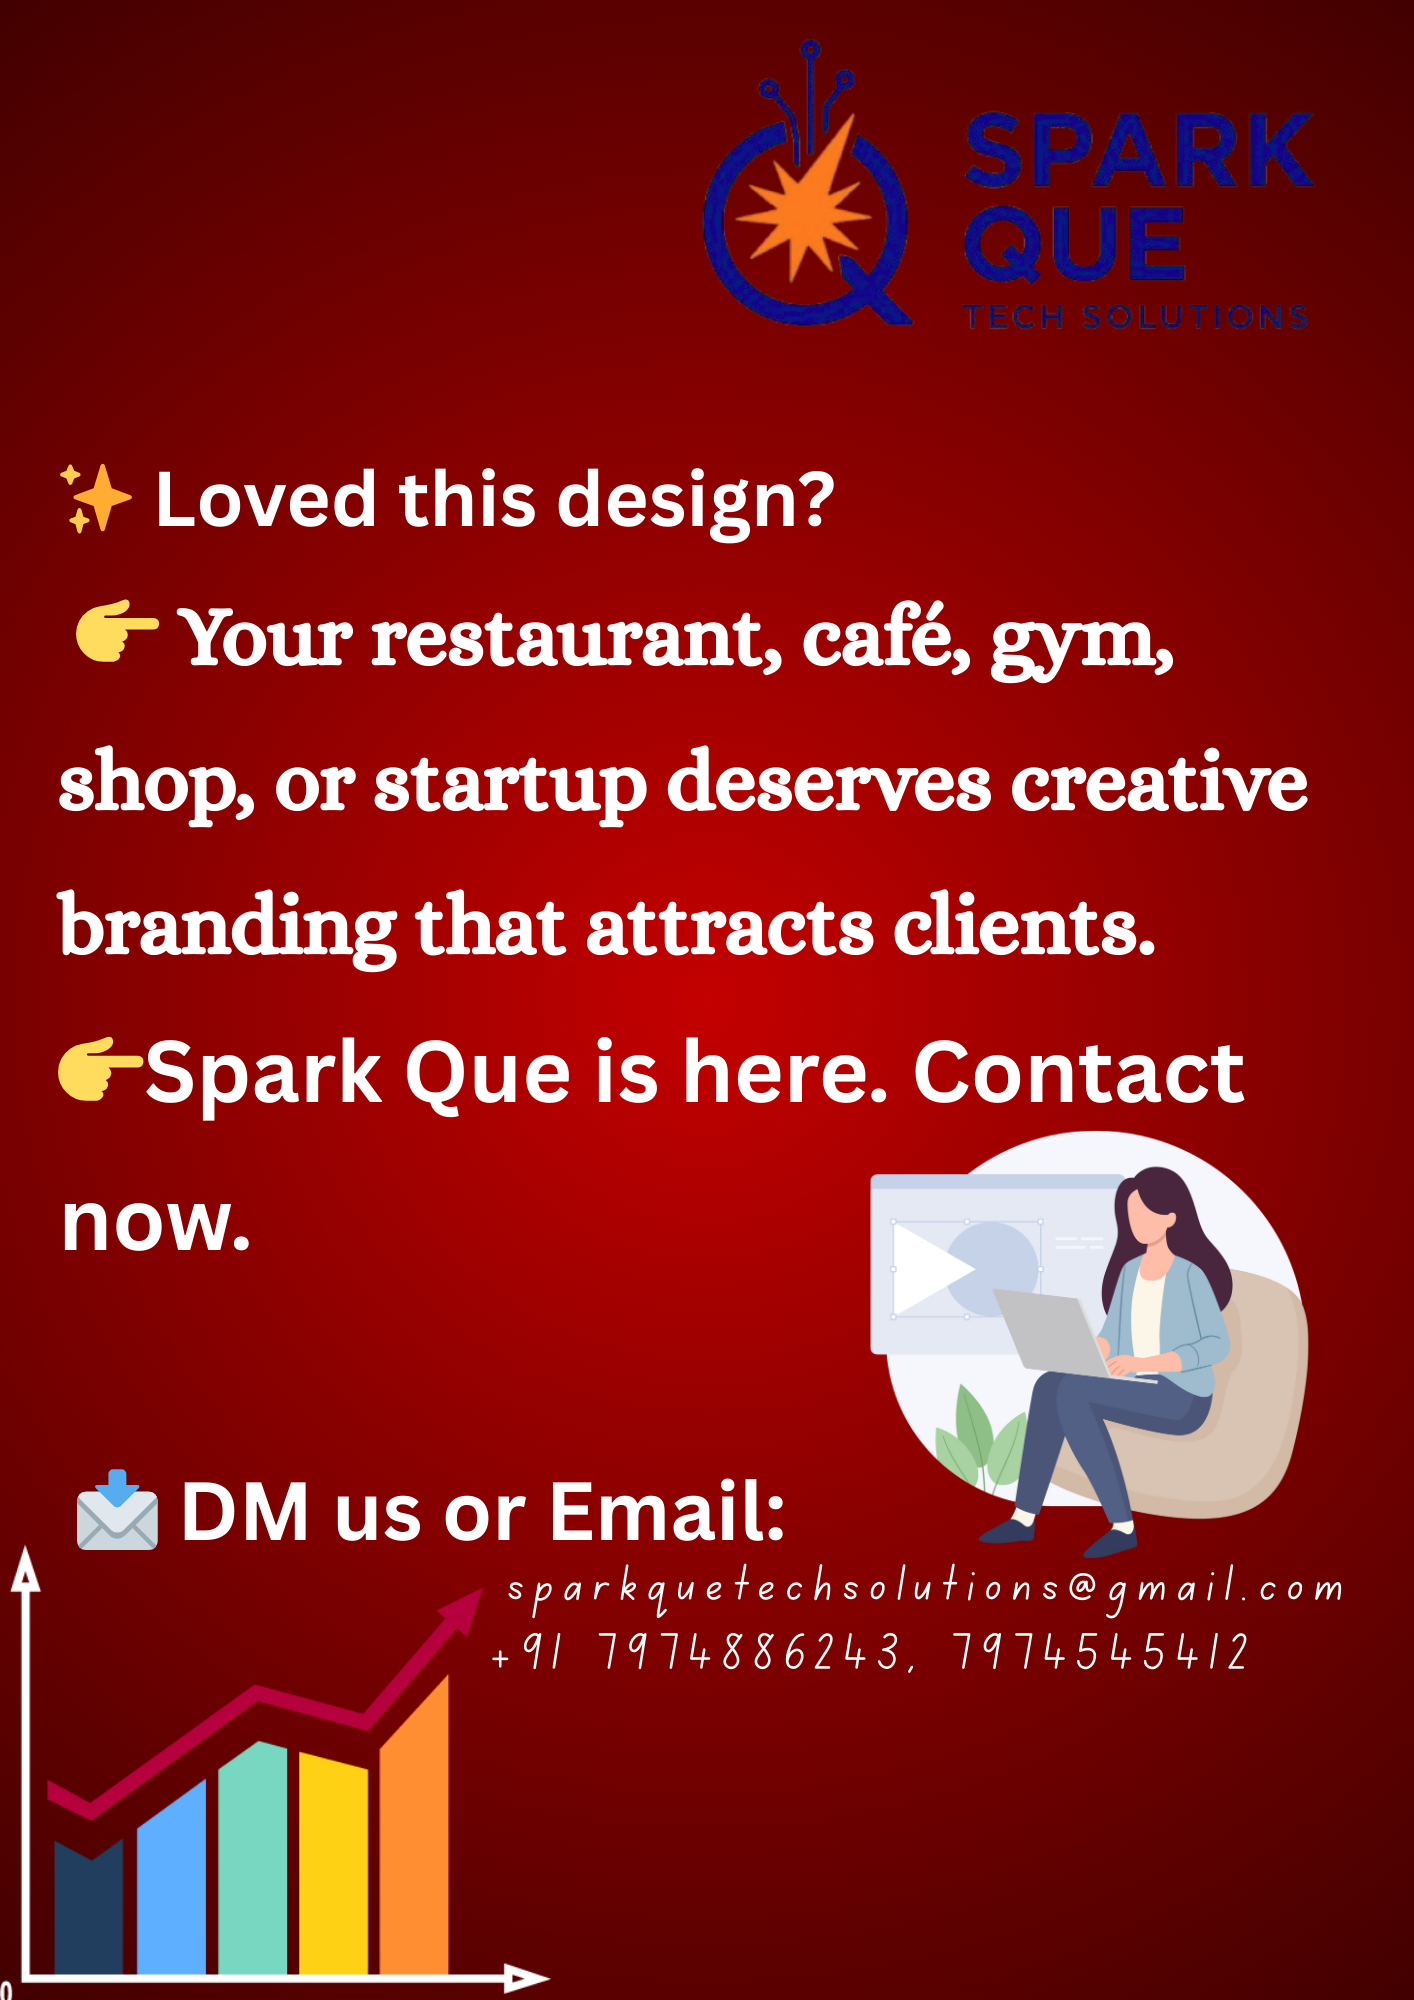 SPARK
QUE
TECH SOLUTIONS
✨ Loved this design?
👉 Your restaurant, café, gym,
shop, or startup deserves creative
branding that attracts clients.
👉Spark Que is here. Contact
now.
📩 DM us or Email:
sparkquetechsolutions@gmail.com
+91 7974886243, 7974545412
0